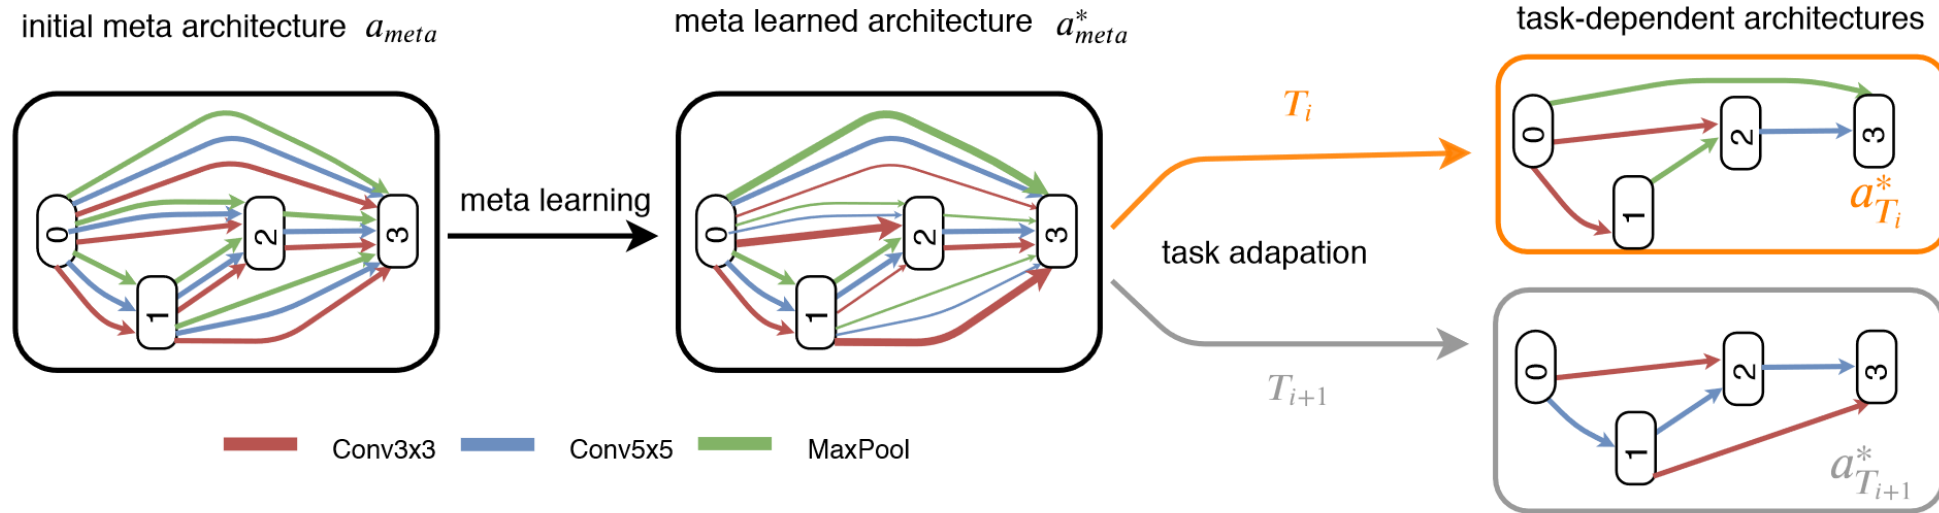 initial meta architecture a_meta
meta learned architecture a*_meta
task-dependent architectures
0
1
2
3
meta learning
0
1
2
3
T_i
task adapation
T_{i+1}
0
1
2
3
a*_{T_i}
0
1
2
3
a*_{T_{i+1}}
Conv3x3 Conv5x5 MaxPool